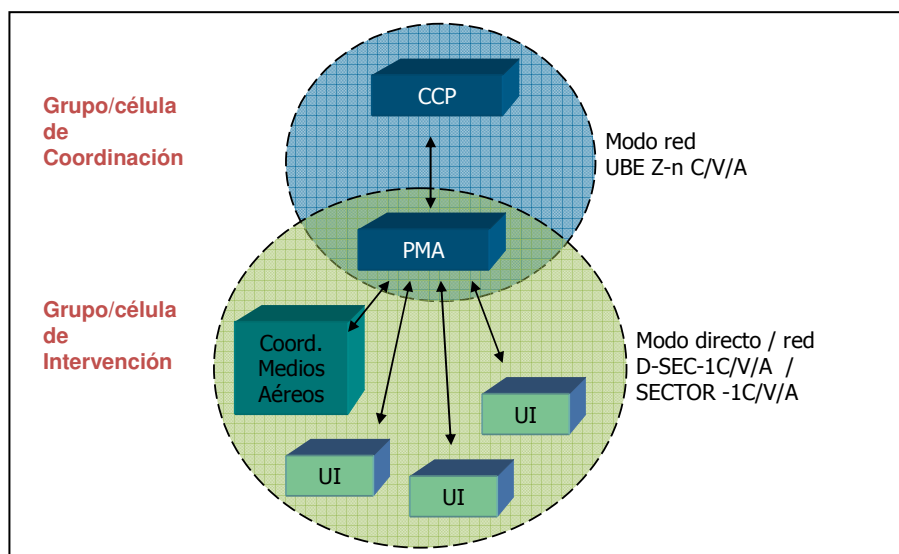 CCP
Grupo/célula
de
Coordinación
Modo red
UBE Z-n C/V/A
PMA
Grupo/célula
de
Intervención
Coord.
Medios
Aéreos
Modo directo / red
D-SEC-1C/V/A /
SECTOR -1C/V/A
UI
UI
UI